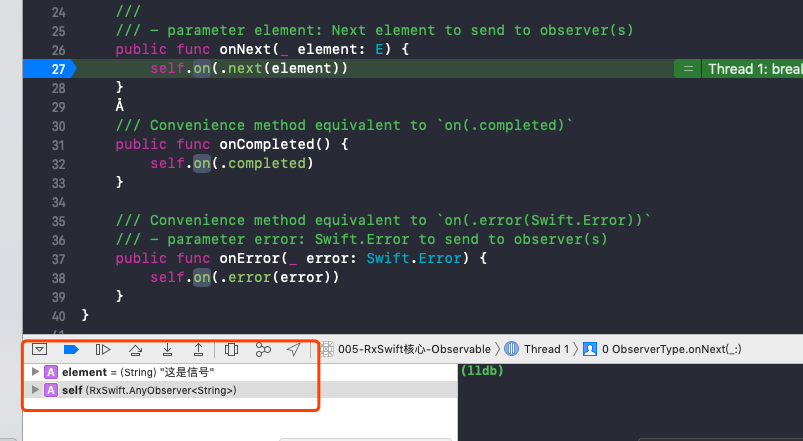 24 ///
25 /// - parameter element: Next element to send to observer(s)
26 public func onNext(_ element: E) {
27 self.on(.next(element)) = Thread 1: brea
28 }
29 Å
30 /// Convenience method equivalent to `on(.completed)`
31 public func onCompleted() {
32 self.on(.completed)
33 }
34
35 /// Convenience method equivalent to `on(.error(Swift.Error))`
36 /// - parameter error: Swift.Error to send to observer(s)
37 public func onError(_ error: Swift.Error) {
38 self.on(.error(error))
39 }
40 }
005-RxSwift核心-Observable 〉 Thread 1 〉 0 ObserverType.onNext(_:)
A element = (String) "这是信号"
A self (RxSwift.AnyObserver<String>)
(lldb)